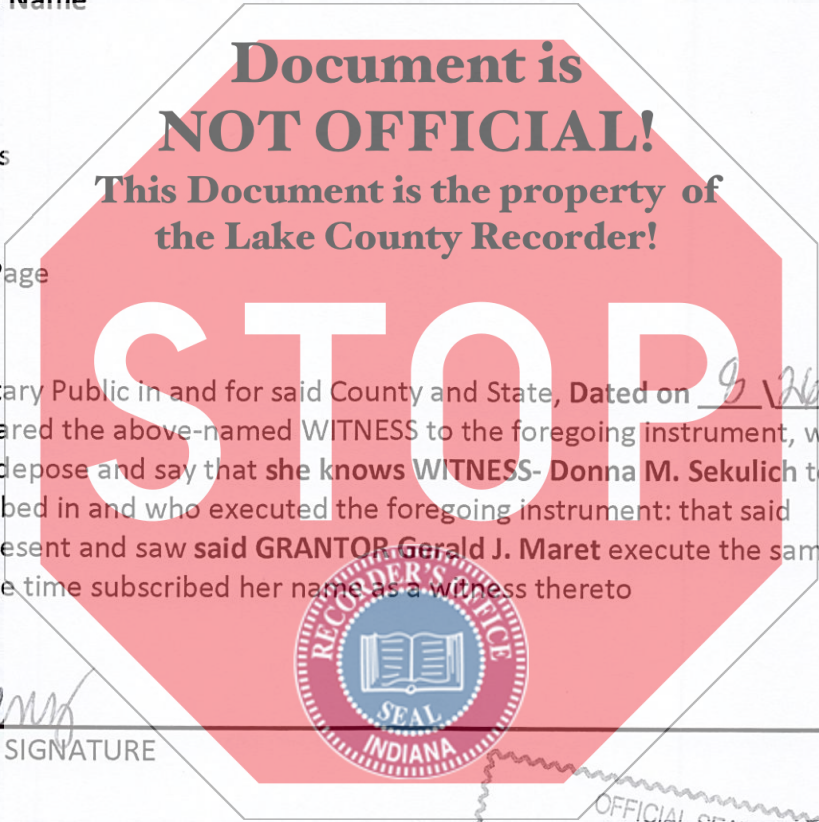 Name
Document is
NOT OFFICIAL!
This Document is the property of
the Lake County Recorder!
s
Page
STOP
ary Public in and for said County and State, Dated on 8 \ 26
ared the above-named WITNESS to the foregoing instrument, w
depose and say that she knows WITNESS- Donna M. Sekulich t
bed in and who executed the foregoing instrument: that said
esent and saw said GRANTOR Gerald J. Maret execute the sam
e time subscribed her name as a witness thereto
RECORDER'S OFFICE
SEAL
INDIANA
SIGNATURE
OFFICIAL SEAL